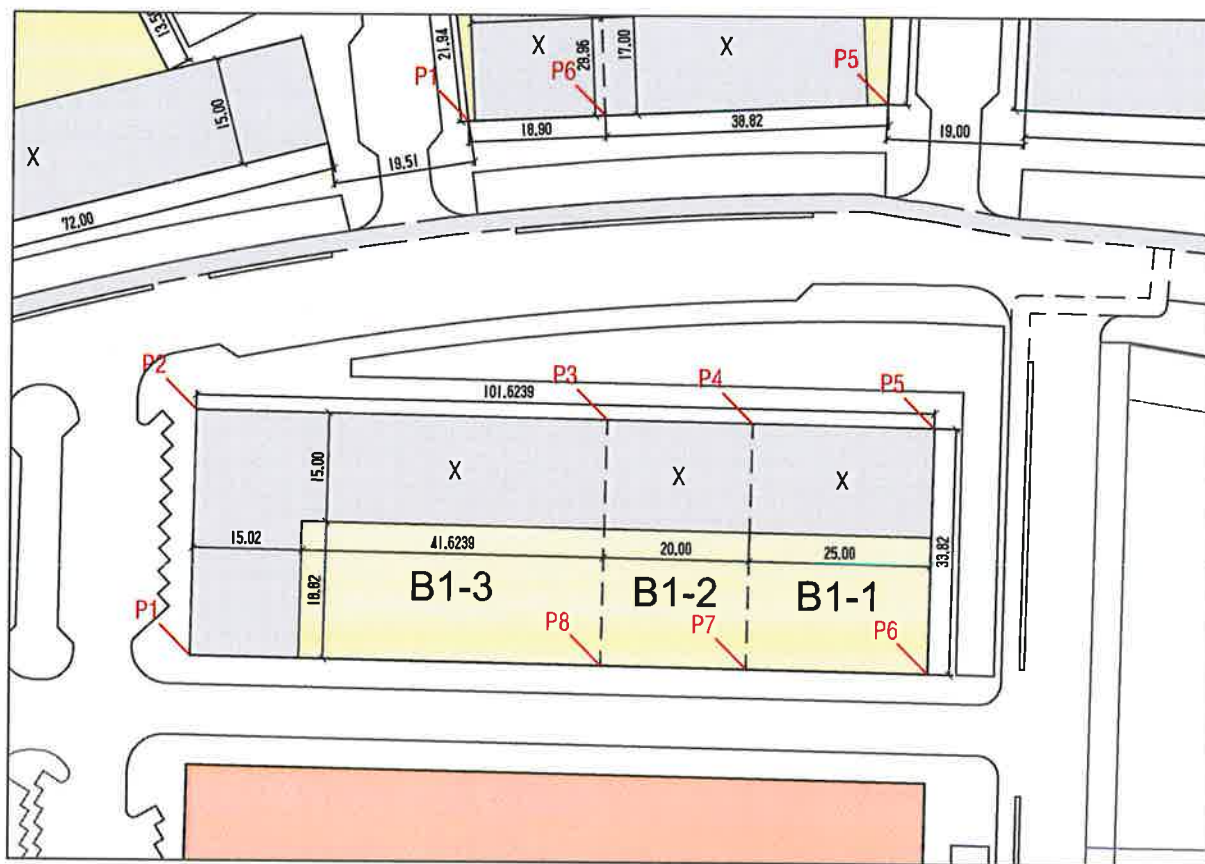 21.94
X
28.96
17.00
X
P1
P6
P5
15.00
X
18.90
38.82
19.00
19.51
72.00
P2
P3
P4
P5
101.6239
15.00
X
X
X
15.02
41.6239
20.00
25.00
33.82
18.82
B1-3
B1-2
B1-1
P1
P8
P7
P6